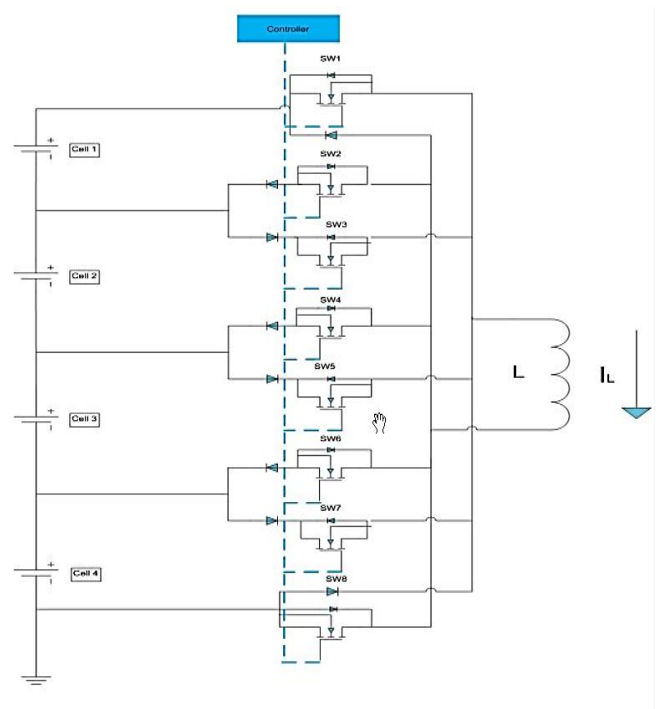 Controller
SW1
+
-
Cell 1
SW2
SW3
+
-
Cell 2
SW4
SW5
L
IL
+
-
Cell 3
SW6
SW7
+
-
Cell 4
SW8